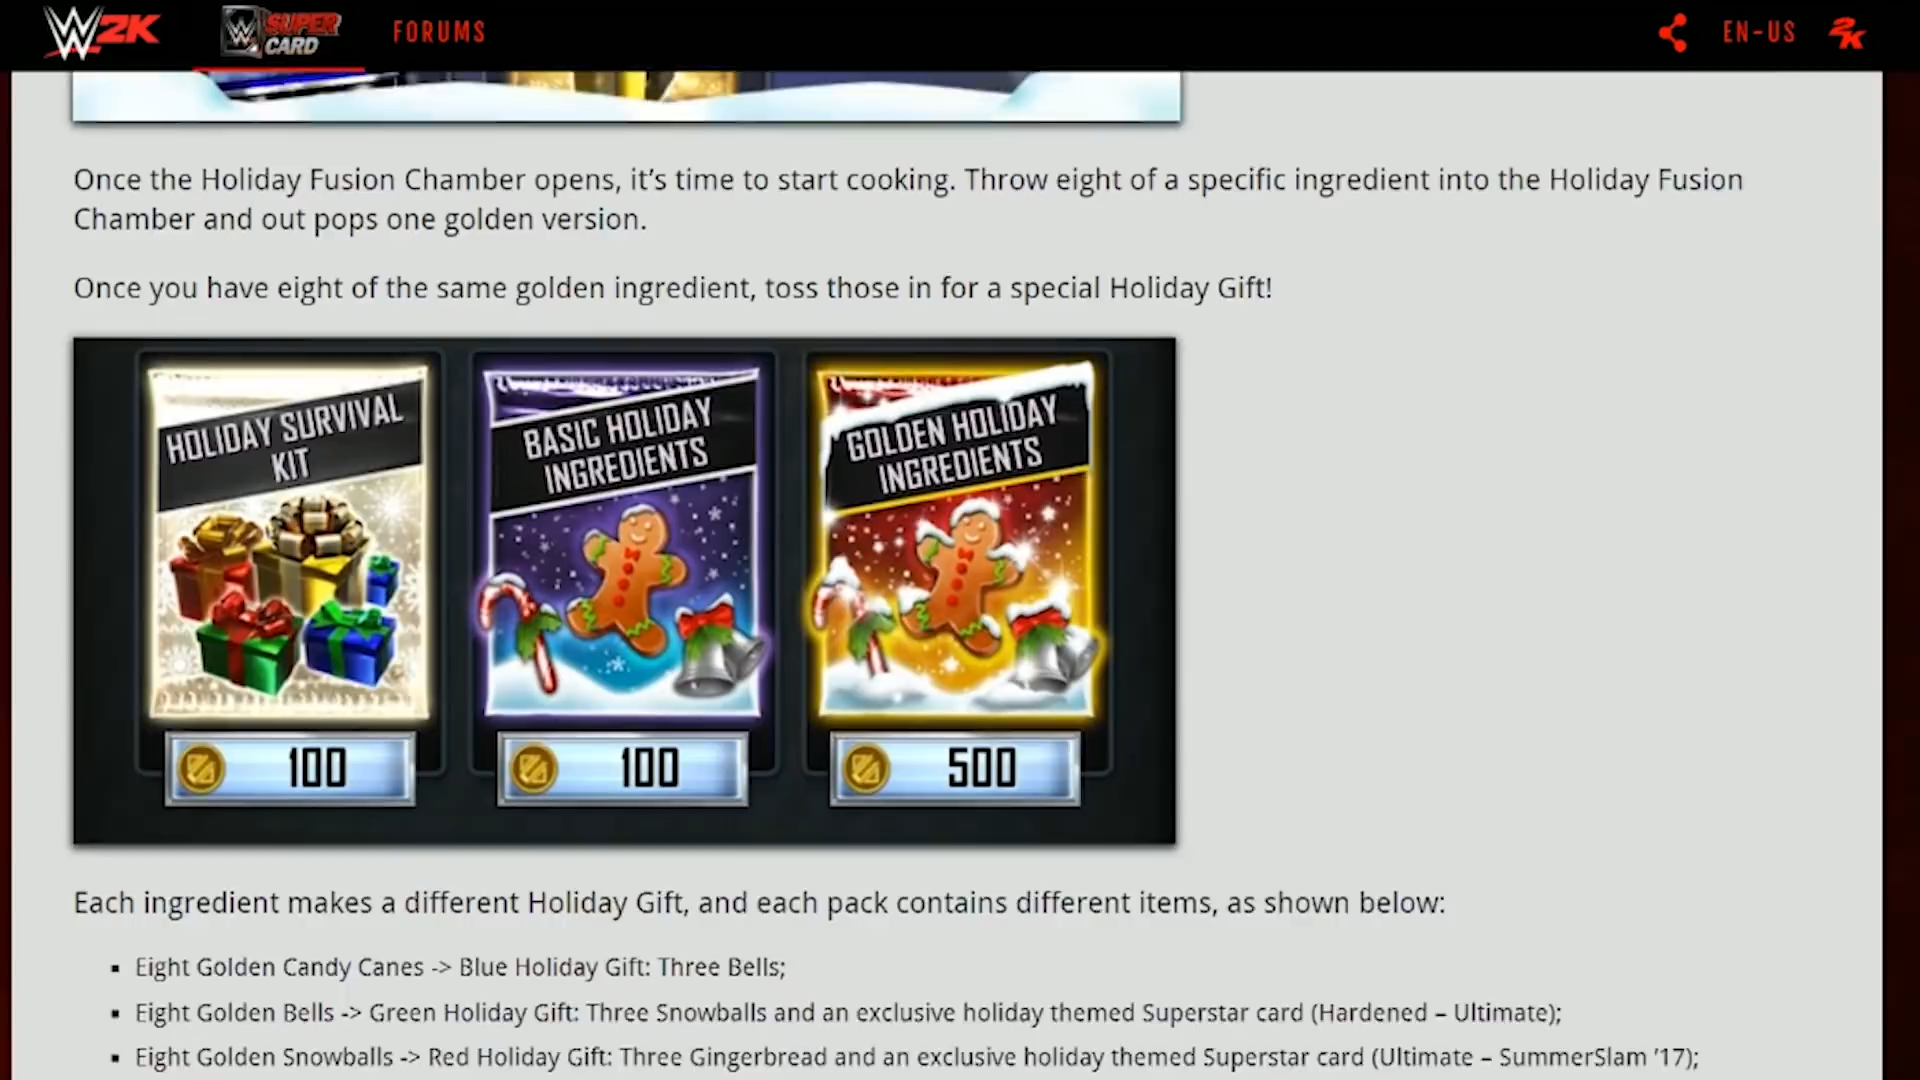 W2K
W SUPER
CARD
FORUMS
EN-US
2K
Once the Holiday Fusion Chamber opens, it’s time to start cooking. Throw eight of a specific ingredient into the Holiday Fusion
Chamber and out pops one golden version.
Once you have eight of the same golden ingredient, toss those in for a special Holiday Gift!
HOLIDAY SURVIVAL
KIT
BASIC HOLIDAY
INGREDIENTS
GOLDEN HOLIDAY
INGREDIENTS
100
100
500
Each ingredient makes a different Holiday Gift, and each pack contains different items, as shown below:
▪ Eight Golden Candy Canes -> Blue Holiday Gift: Three Bells;
▪ Eight Golden Bells -> Green Holiday Gift: Three Snowballs and an exclusive holiday themed Superstar card (Hardened – Ultimate);
▪ Eight Golden Snowballs -> Red Holiday Gift: Three Gingerbread and an exclusive holiday themed Superstar card (Ultimate – SummerSlam ’17);